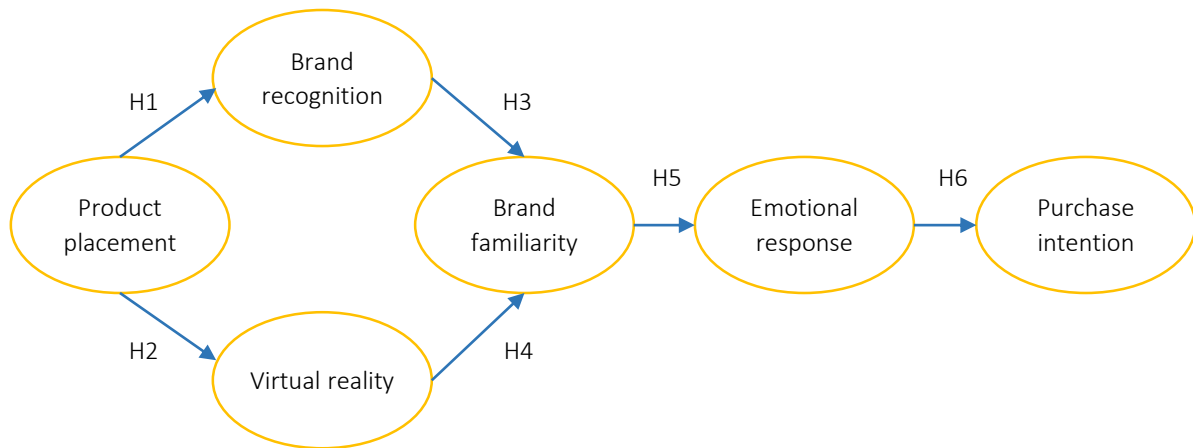 Brand
recognition
H1
H3
Product
placement
Brand
familiarity
H5
Emotional
response
H6
Purchase
intention
H2
H4
Virtual reality